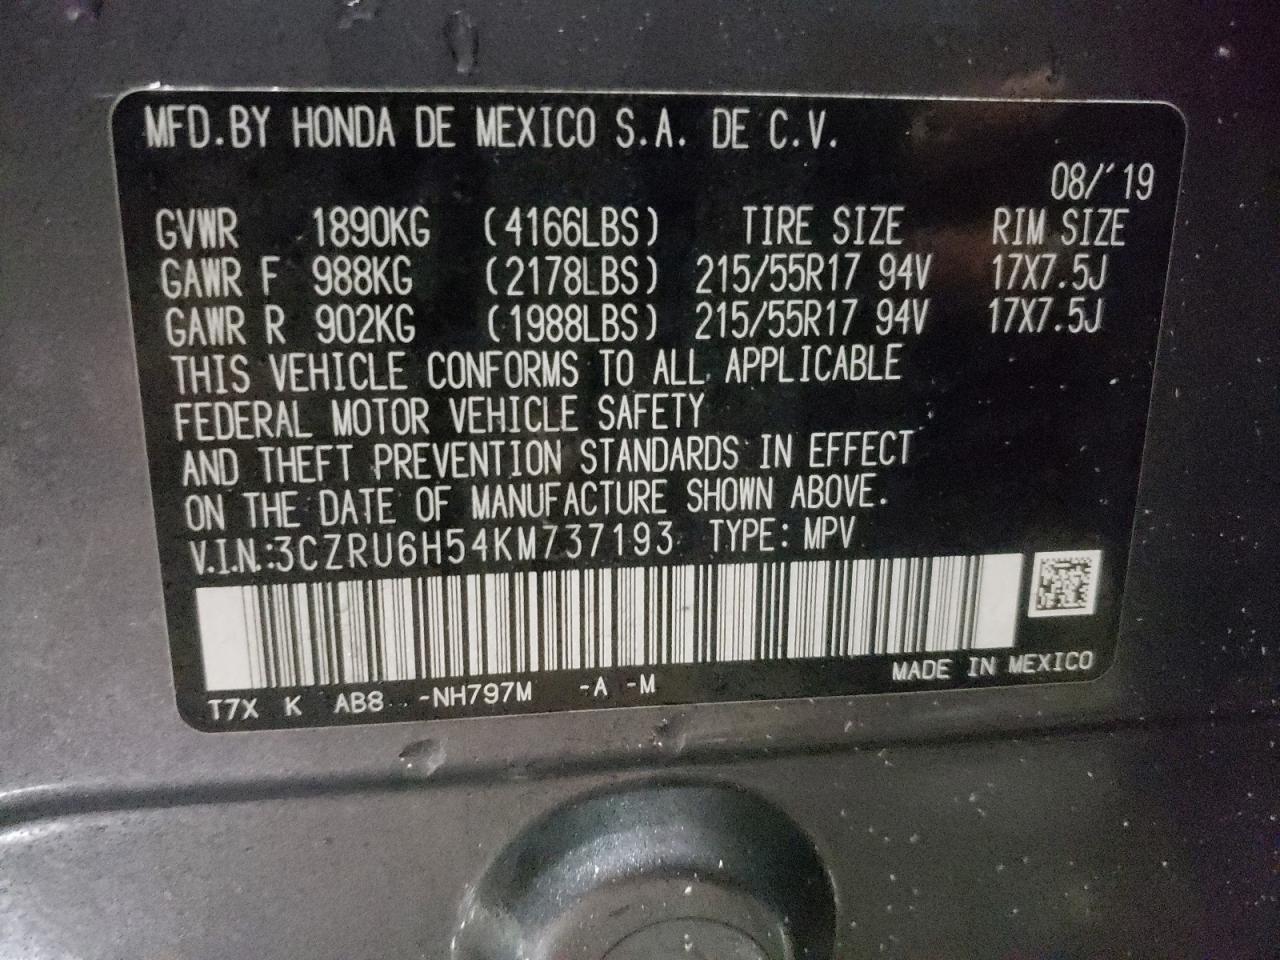 MFD.BY HONDA DE MEXICO S.A. DE C.V.
08/'19
GVWR 1890KG (4166LBS) TIRE SIZE RIM SIZE
GAWR F 988KG (2178LBS) 215/55R17 94V 17X7.5J
GAWR R 902KG (1988LBS) 215/55R17 94V 17X7.5J
THIS VEHICLE CONFORMS TO ALL APPLICABLE
FEDERAL MOTOR VEHICLE SAFETY
AND THEFT PREVENTION STANDARDS IN EFFECT
ON THE DATE OF MANUFACTURE SHOWN ABOVE.
V.I.N.:3CZRU6H54KM737193 TYPE: MPV
MADE IN MEXICO
T7X K AB8 -NH797M -A -M